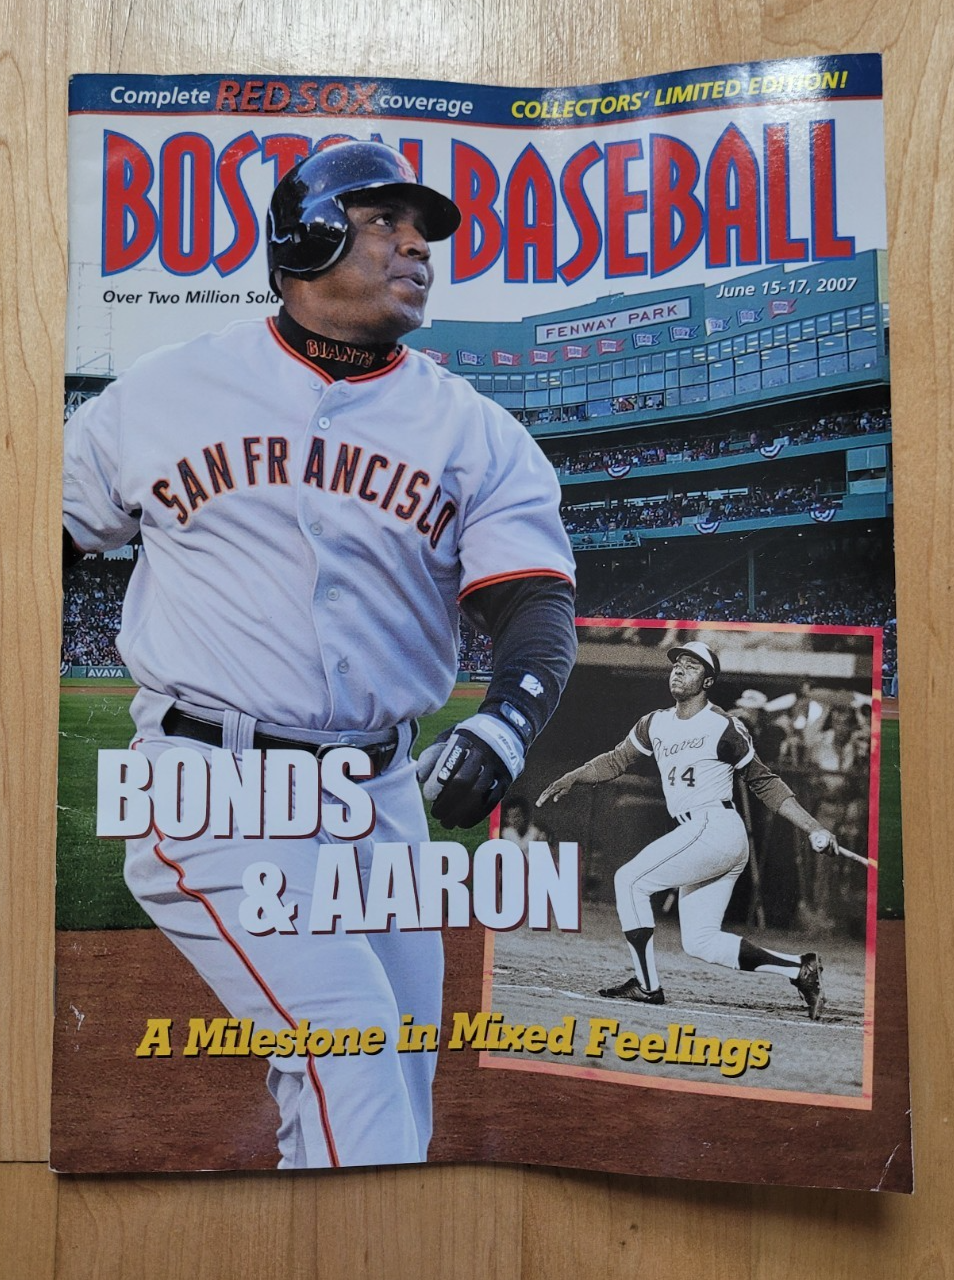 Complete RED SOX coverage
COLLECTORS' LIMITED EDITION!
BOSTON BASEBALL
Over Two Million Sold
June 15-17, 2007
FENWAY PARK
GIANTS
SAN FRANCISCO
AVAYA
Braves
44
BONDS
& AARON
A Milestone in Mixed Feelings